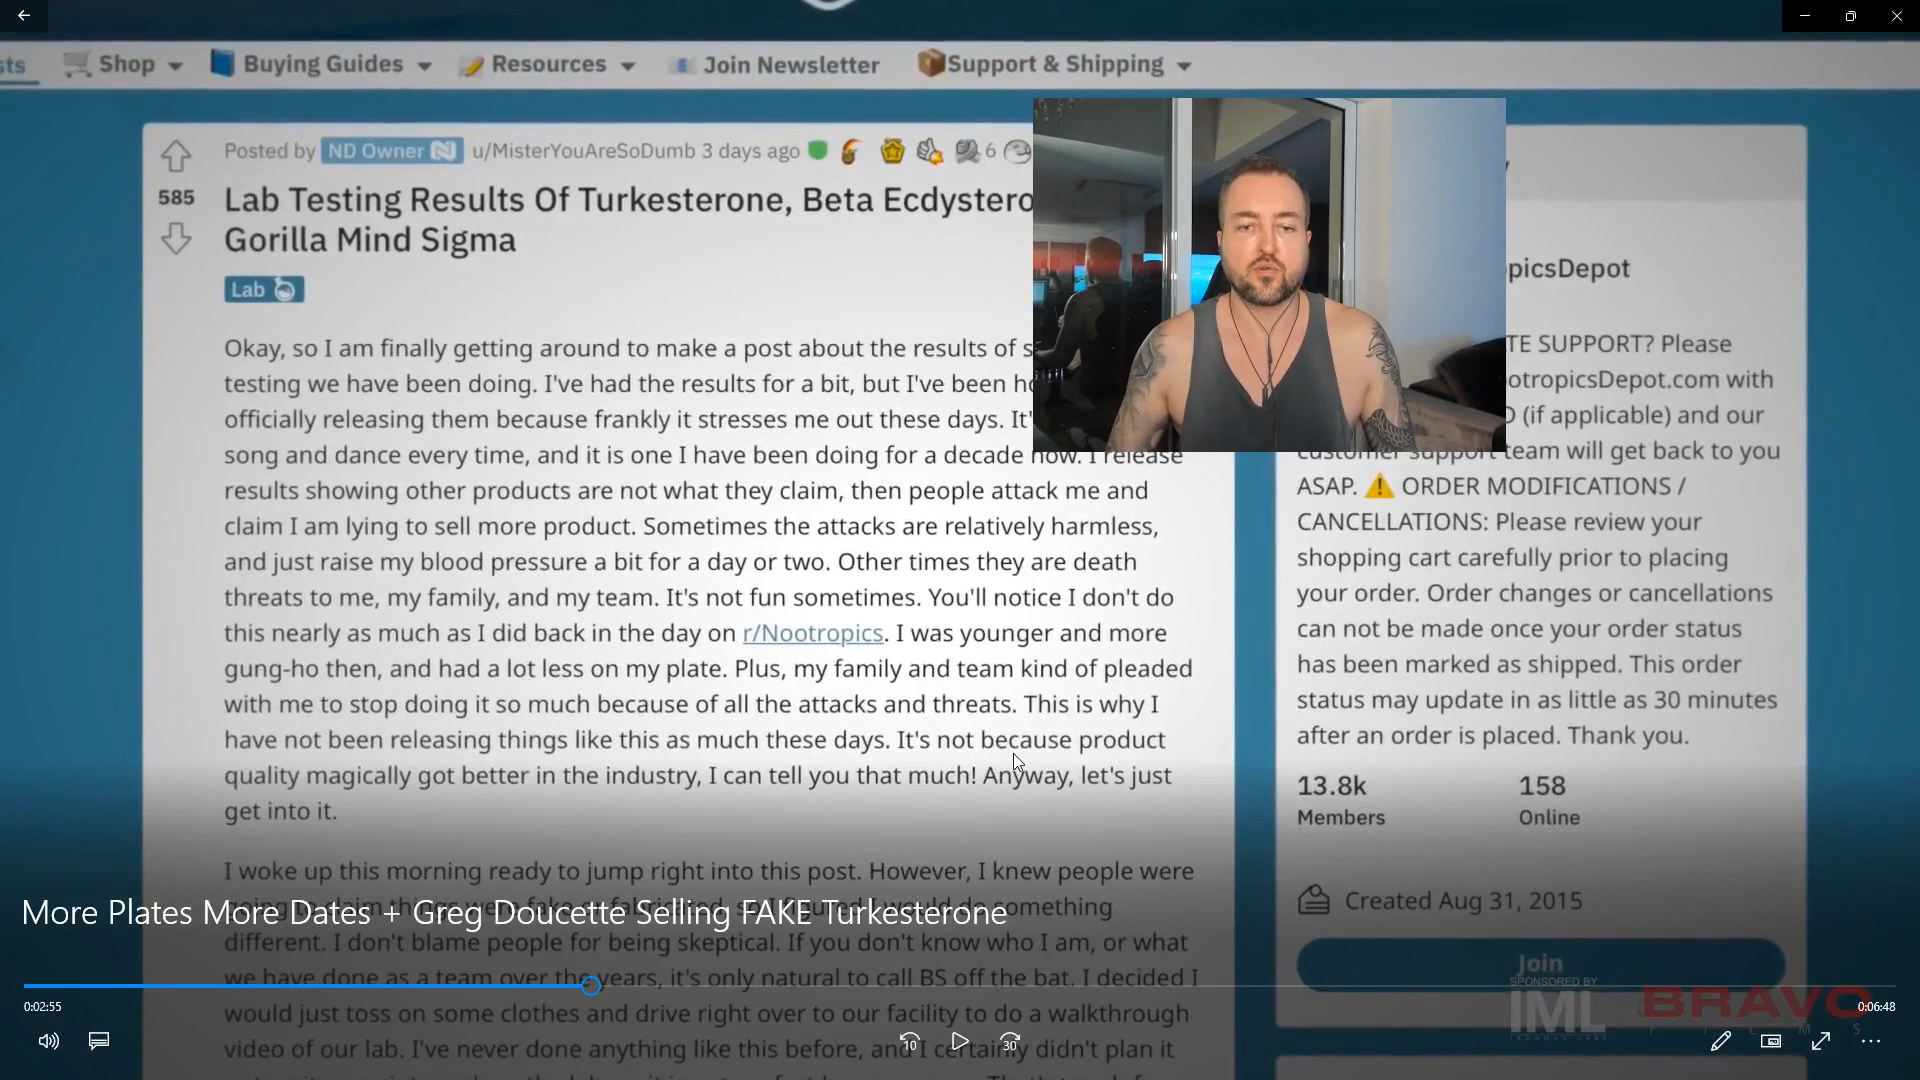 sts Shop Buying Guides Resources Join Newsletter Support & Shipping
Posted by ND Owner N u/MisterYouAreSoDumb 3 days ago 6
585
Lab Testing Results Of Turkesterone, Beta Ecdystero
Gorilla Mind Sigma
Lab
Okay, so I am finally getting around to make a post about the results of s
testing we have been doing. I've had the results for a bit, but I've been ho
officially releasing them because frankly it stresses me out these days. It'
song and dance every time, and it is one I have been doing for a decade now. I release
results showing other products are not what they claim, then people attack me and
claim I am lying to sell more product. Sometimes the attacks are relatively harmless,
and just raise my blood pressure a bit for a day or two. Other times they are death
threats to me, my family, and my team. It's not fun sometimes. You'll notice I don't do
this nearly as much as I did back in the day on r/Nootropics. I was younger and more
gung-ho then, and had a lot less on my plate. Plus, my family and team kind of pleaded
with me to stop doing it so much because of all the attacks and threats. This is why I
have not been releasing things like this as much these days. It's not because product
quality magically got better in the industry, I can tell you that much! Anyway, let's just
get into it.
I woke up this morning ready to jump right into this post. However, I knew people were
something
different. I don't blame people for being skeptical. If you don't know who I am, or what
we have done as a team over the years, it's only natural to call BS off the bat. I decided I
would just toss on some clothes and drive right over to our facility to do a walkthrough
video of our lab. I've never done anything like this before, and I certainly didn't plan it
picsDepot
TE SUPPORT? Please
otropicsDepot.com with
D (if applicable) and our
customer support team will get back to you
ASAP. ⚠ ORDER MODIFICATIONS /
CANCELLATIONS: Please review your
shopping cart carefully prior to placing
your order. Order changes or cancellations
can not be made once your order status
has been marked as shipped. This order
status may update in as little as 30 minutes
after an order is placed. Thank you.
13.8k 158
Members Online
Created Aug 31, 2015
Join
SPONSORED BY
IML BRAVO
FILMS
More Plates More Dates + Greg Doucette Selling FAKE Turkesterone
0:02:55 0:06:48
10 30